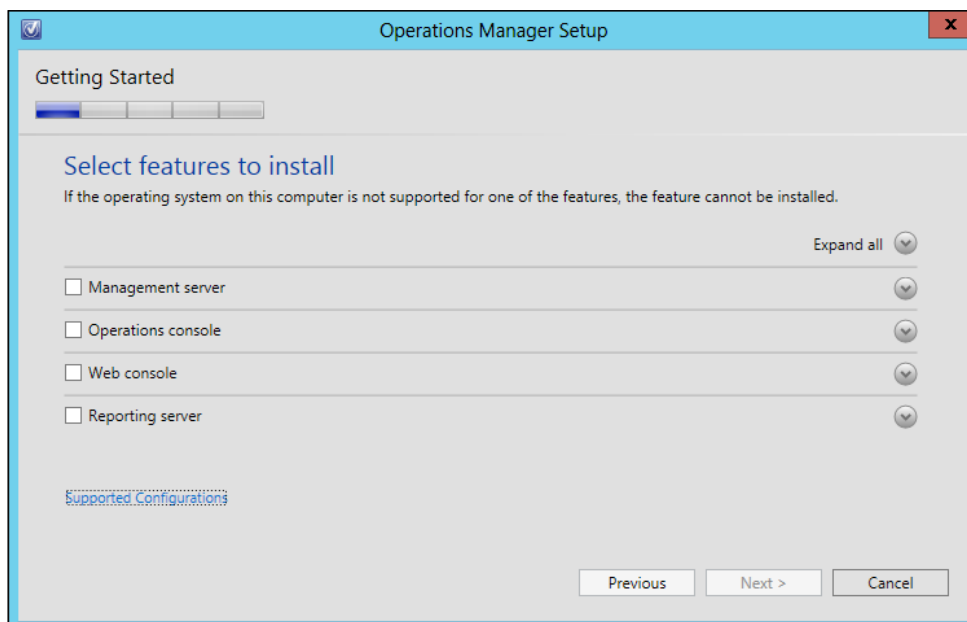 Operations Manager Setup
x
Getting Started
Select features to install
If the operating system on this computer is not supported for one of the features, the feature cannot be installed.
Expand all
Management server
Operations console
Web console
Reporting server
Supported Configurations
Previous
Next >
Cancel